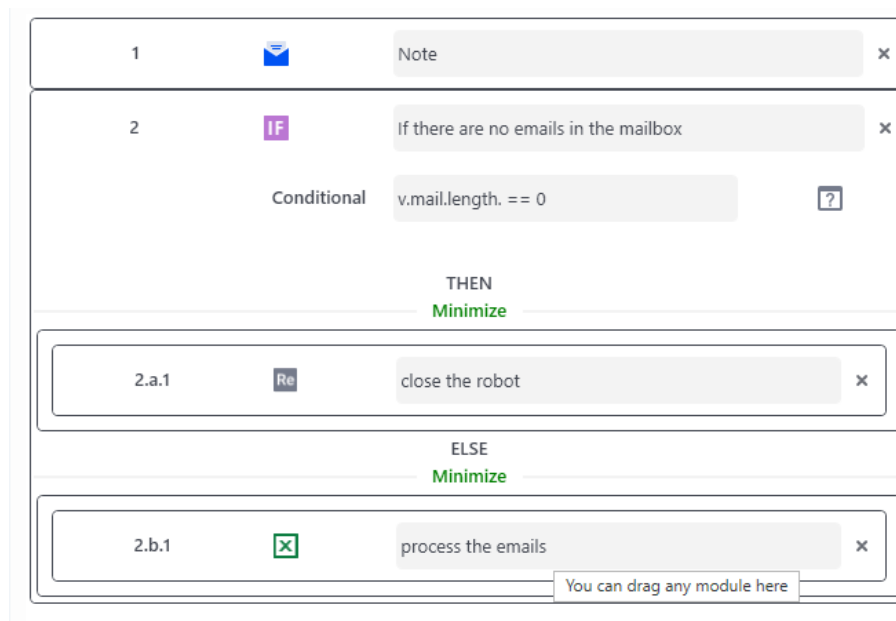 1 Note
2 IF If there are no emails in the mailbox
Conditional v.mail.length. == 0 ?
THEN
Minimize
2.a.1 Re close the robot
ELSE
Minimize
2.b.1 process the emails
You can drag any module here